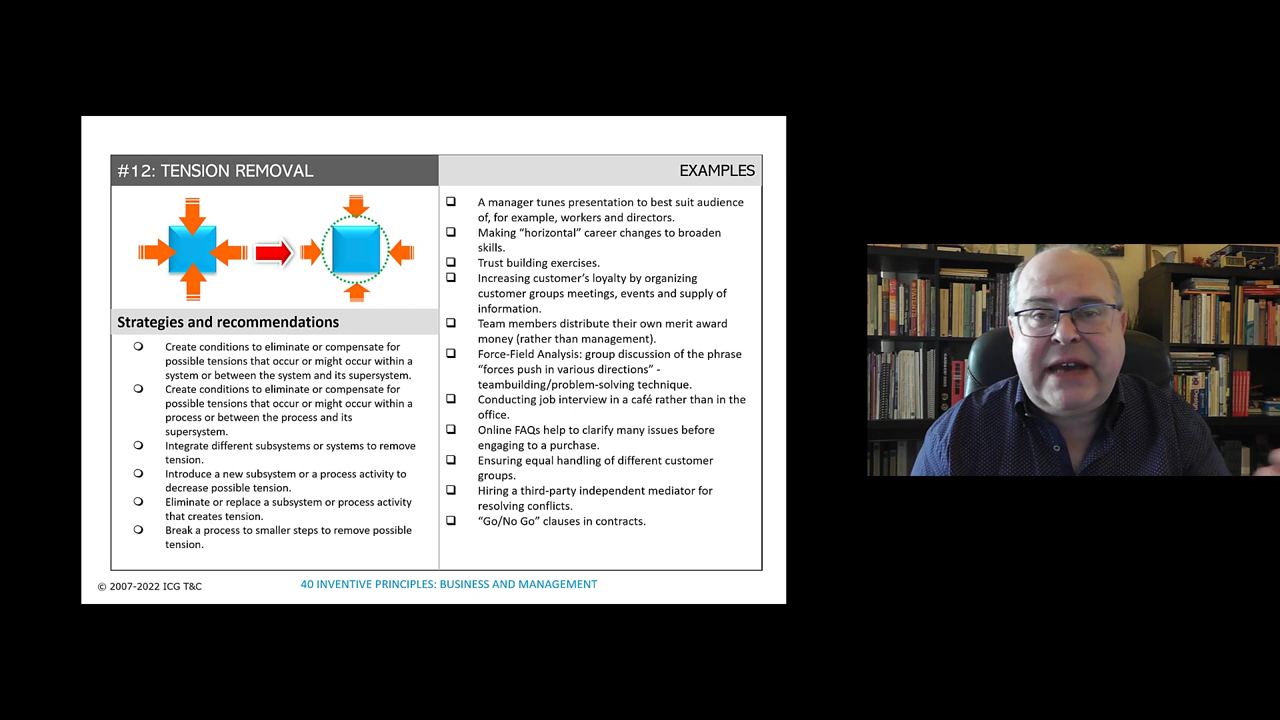 #12: TENSION REMOVAL
Strategies and recommendations
Create conditions to eliminate or compensate for
possible tensions that occur or might occur within a
system or between the system and its supersystem.
Create conditions to eliminate or compensate for
possible tensions that occur or might occur within a
process or between the process and its
supersystem.
Integrate different subsystems or systems to remove
tension.
Introduce a new subsystem or a process activity to
decrease possible tension.
Eliminate or replace a subsystem or process activity
that creates tension.
Break a process to smaller steps to remove possible
tension.
EXAMPLES
A manager tunes presentation to best suit audience
of, for example, workers and directors.
Making “horizontal” career changes to broaden
skills.
Trust building exercises.
Increasing customer’s loyalty by organizing
customer groups meetings, events and supply of
information.
Team members distribute their own merit award
money (rather than management).
Force-Field Analysis: group discussion of the phrase
“forces push in various directions” -
teambuilding/problem-solving technique.
Conducting job interview in a café rather than in the
office.
Online FAQs help to clarify many issues before
engaging to a purchase.
Ensuring equal handling of different customer
groups.
Hiring a third-party independent mediator for
resolving conflicts.
“Go/No Go” clauses in contracts.
© 2007-2022 ICG T&C
40 INVENTIVE PRINCIPLES: BUSINESS AND MANAGEMENT